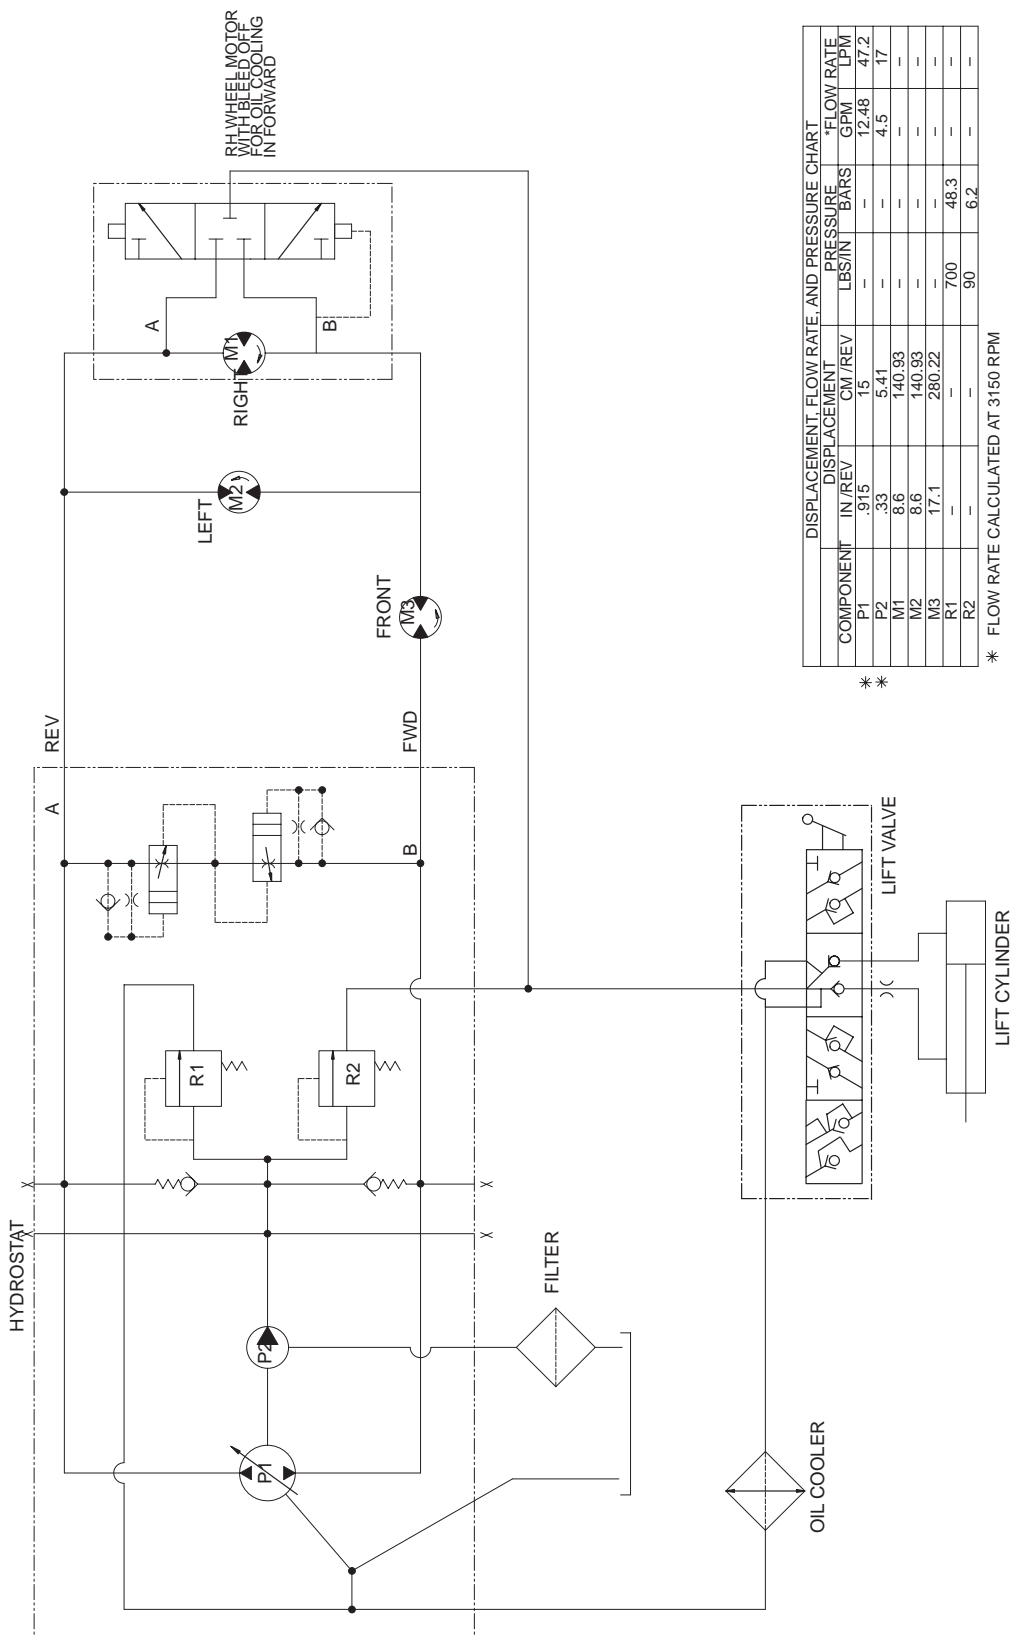 HYDROSTAT
A
REV
RH WHEEL MOTOR
WITH BLEED OFF
FOR OIL COOLING
IN FORWARD
A
M1
RIGHT
B
LEFT
M2
FRONT
M3
FWD
B
R1
R2
P1
P2
FILTER
OIL COOLER
LIFT VALVE
LIFT CYLINDER
DISPLACEMENT, FLOW RATE, AND PRESSURE CHART
DISPLACEMENT PRESSURE *FLOW RATE
COMPONENT IN /REV CM /REV LBS/IN BARS GPM LPM
* P1 .915 15 – – 12.48 47.2
* P2 .33 5.41 – – 4.5 17
M1 8.6 140.93 – – – –
M2 8.6 140.93 – – – –
M3 17.1 280.22 – – – –
R1 – – 700 48.3 – –
R2 – – 90 6.2 – –
* FLOW RATE CALCULATED AT 3150 RPM